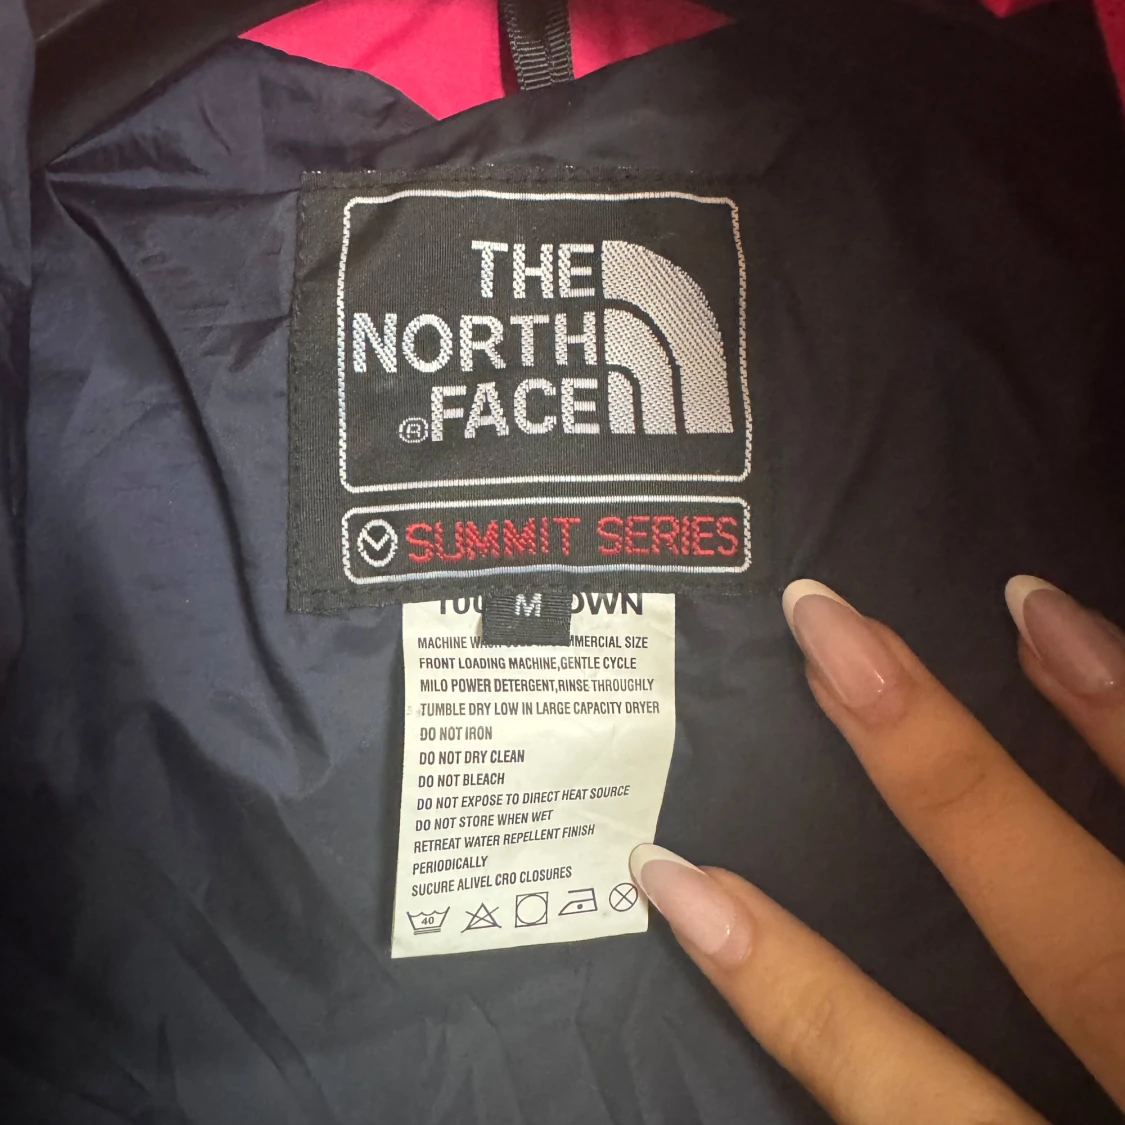 THE
NORTH
®FACE
SUMMIT SERIES
M
MACHINE COMMERCIAL SIZE
FRONT LOADING MACHINE,GENTLE CYCLE
MILO POWER DETERGENT,RINSE THROUGHLY
TUMBLE DRY LOW IN LARGE CAPACITY DRYER
DO NOT IRON
DO NOT DRY CLEAN
DO NOT BLEACH
DO NOT EXPOSE TO DIRECT HEAT SOURCE
DO NOT STORE WHEN WET
RETREAT WATER REPELLENT FINISH
PERIODICALLY
SUCURE ALIVEL CRO CLOSURES
40